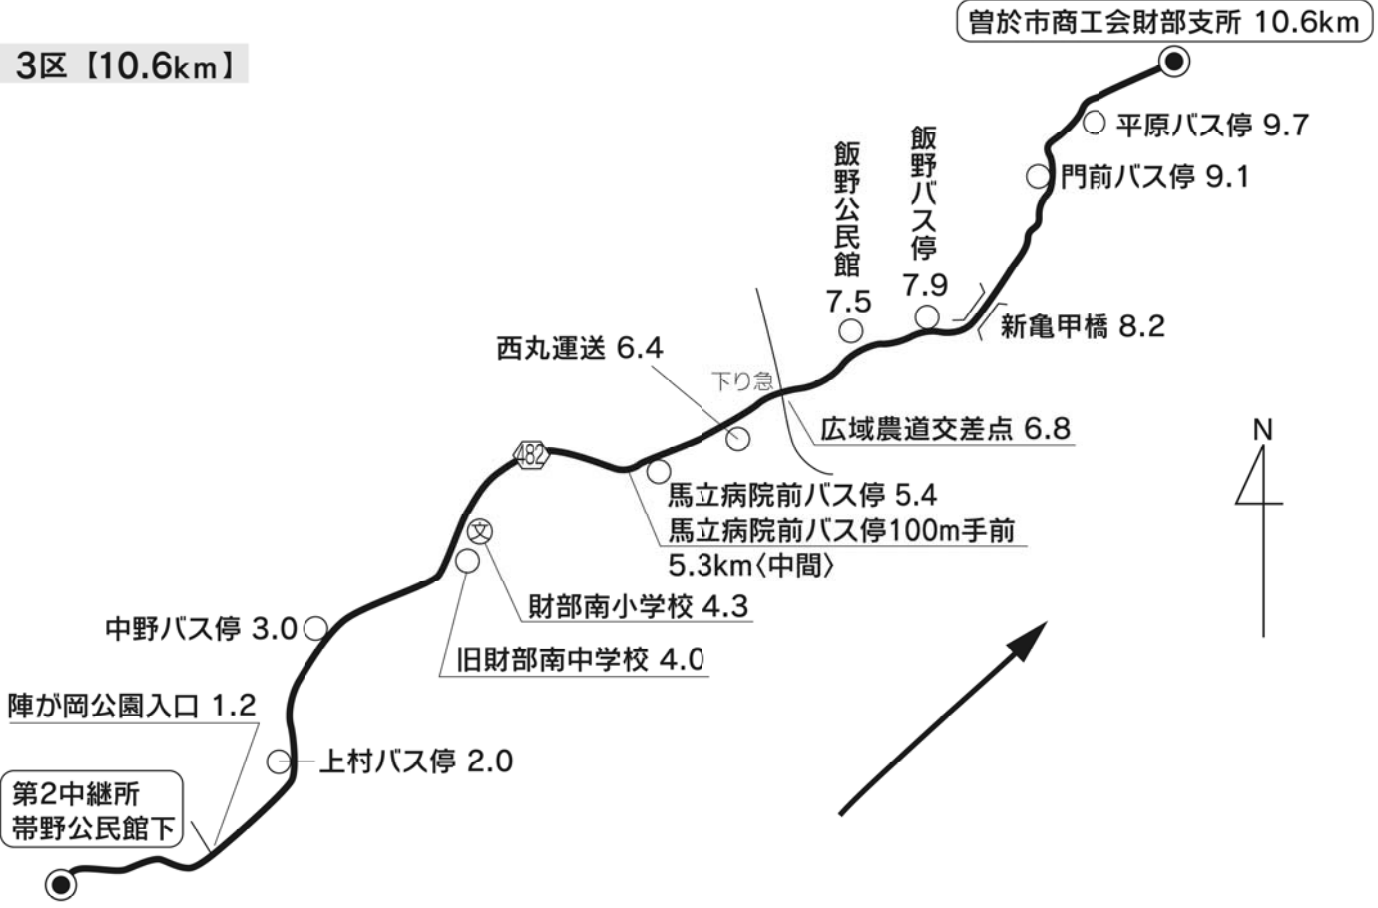 曽於市商工会財部支所 10.6km
3区【10.6km】
平原バス停 9.7
門前バス停 9.1
飯野バス停
7.9
飯野公民館
7.5
新亀甲橋 8.2
西丸運送 6.4
下り急
広域農道交差点 6.8
N
482
馬立病院前バス停 5.4
馬立病院前バス停100m手前
5.3km〈中間〉
文
財部南小学校 4.3
中野バス停 3.0
旧財部南中学校 4.0
陣が岡公園入口 1.2
上村バス停 2.0
第2中継所
帯野公民館下